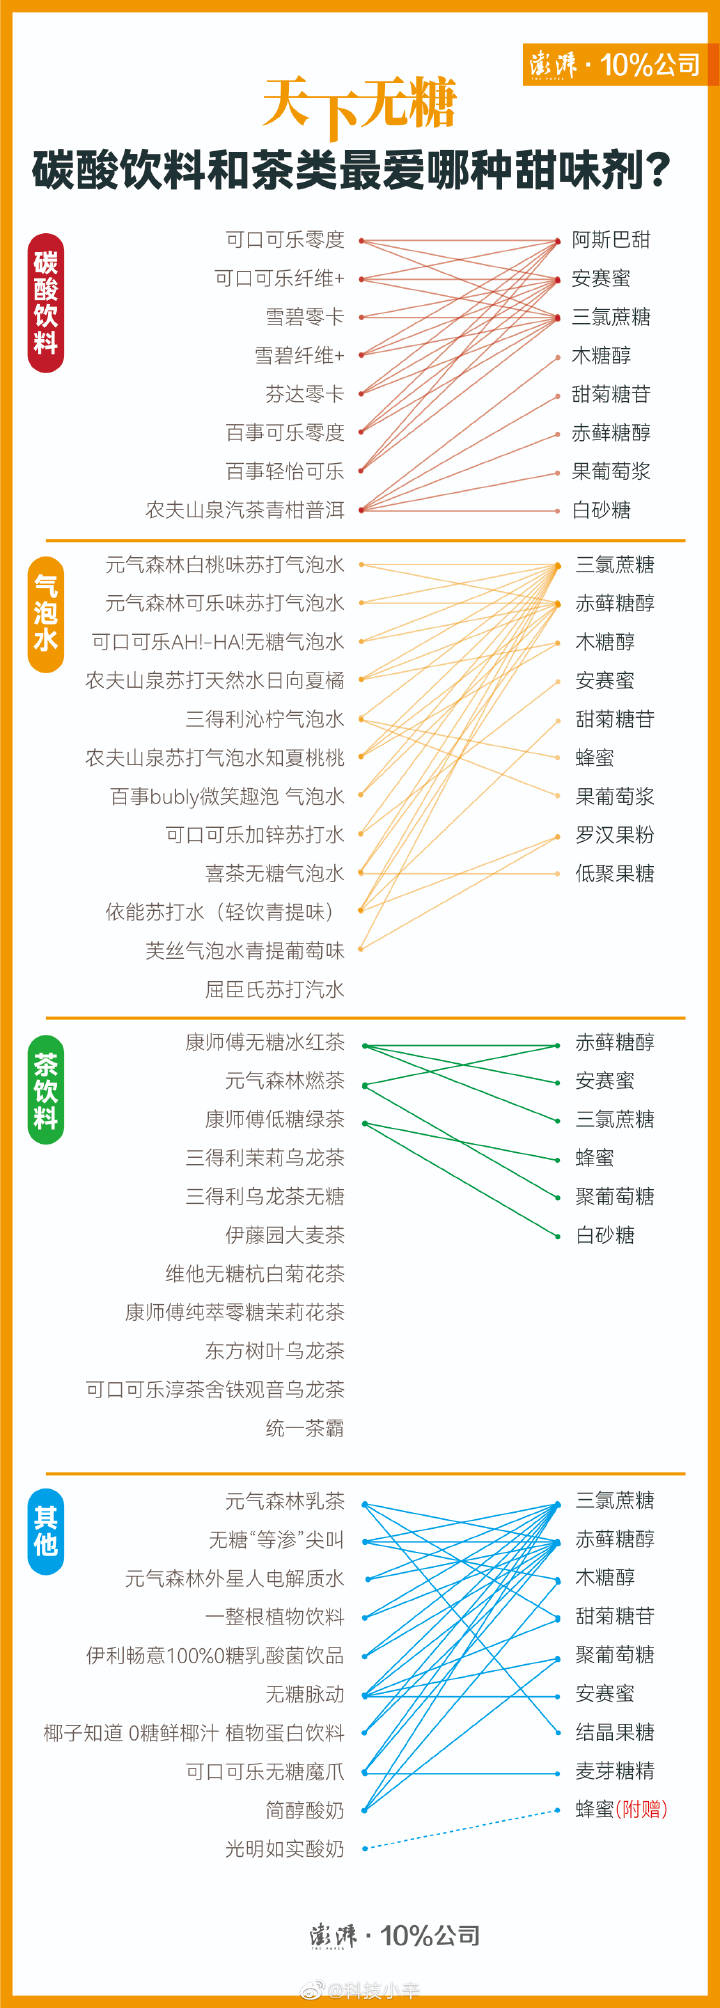 澎湃·10%公司
THE PAPER
天下无糖
碳酸饮料和茶类最爱哪种甜味剂?
碳酸饮料
可口可乐零度 阿斯巴甜
可口可乐纤维+ 安赛蜜
雪碧零卡 三氯蔗糖
雪碧纤维+ 木糖醇
芬达零卡 甜菊糖苷
百事可乐零度 赤藓糖醇
百事轻怡可乐 果葡萄浆
农夫山泉汽茶青柑普洱 白砂糖
气泡水
元气森林白桃味苏打气泡水 三氯蔗糖
元气森林可乐味苏打气泡水 赤藓糖醇
可口可乐AH!-HA!无糖气泡水 木糖醇
农夫山泉苏打天然水日向夏橘 安赛蜜
三得利沁柠气泡水 甜菊糖苷
农夫山泉苏打气泡水知夏桃桃 蜂蜜
百事bubly微笑趣泡 气泡水 果葡萄浆
可口可乐加锌苏打水 罗汉果粉
喜茶无糖气泡水 低聚果糖
依能苏打水（轻饮青提味）
芙丝气泡水青提葡萄味
屈臣氏苏打汽水
茶饮料
康师傅无糖冰红茶 赤藓糖醇
元气森林燃茶 安赛蜜
康师傅低糖绿茶 三氯蔗糖
三得利茉莉乌龙茶 蜂蜜
三得利乌龙茶无糖 聚葡萄糖
伊藤园大麦茶 白砂糖
维他无糖杭白菊花茶
康师傅纯萃零糖茉莉花茶
东方树叶乌龙茶
可口可乐淳茶舍铁观音乌龙茶
统一茶霸
其他
元气森林乳茶 三氯蔗糖
无糖“等渗”尖叫 赤藓糖醇
元气森林外星人电解质水 木糖醇
一整根植物饮料 甜菊糖苷
伊利畅意100%0糖乳酸菌饮品 聚葡萄糖
无糖脉动 安赛蜜
椰子知道 0糖鲜椰汁 植物蛋白饮料 结晶果糖
可口可乐无糖魔爪 麦芽糖精
简醇酸奶 蜂蜜(附赠)
光明如实酸奶
澎湃·10%公司
THE PAPER
@科技小辛